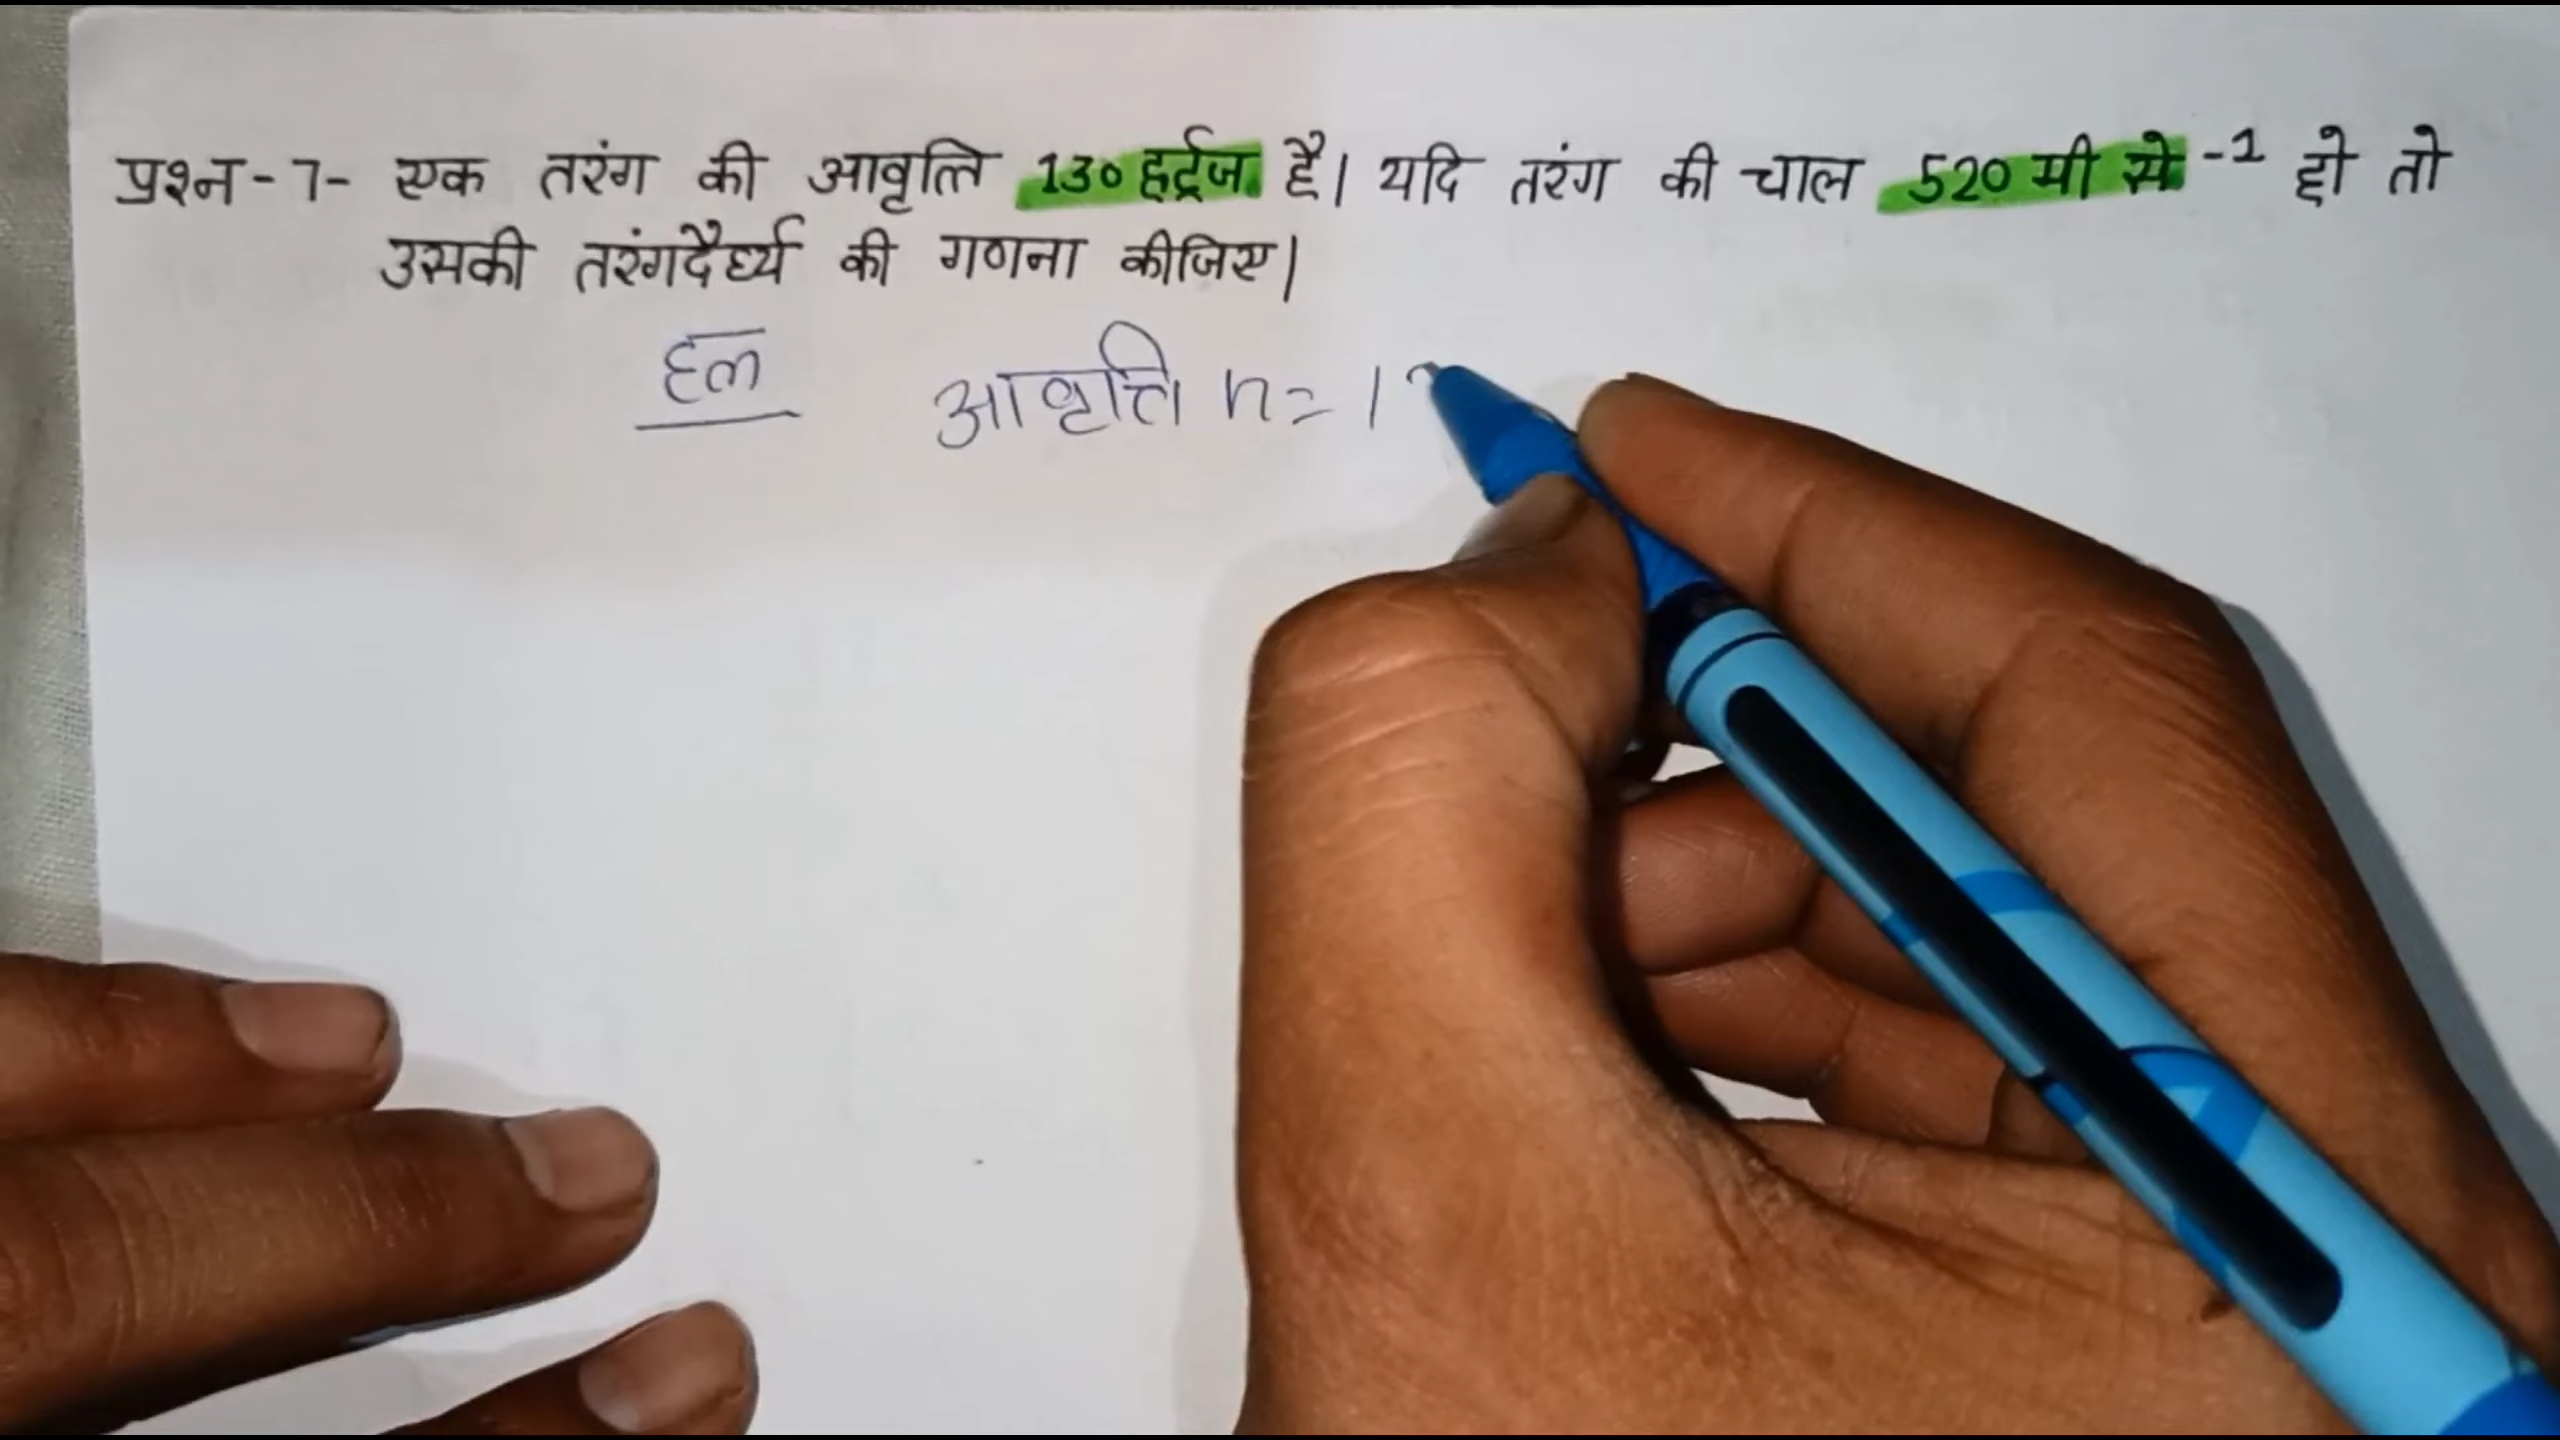 प्रश्न-7- एक तरंग की आवृत्ति 130 हर्ट्ज है। यदि तरंग की चाल 520 मी से -1 हो तो
उसकी तरंगदैर्ध्य की गणना कीजिए।
हल आवृत्ति n = 1